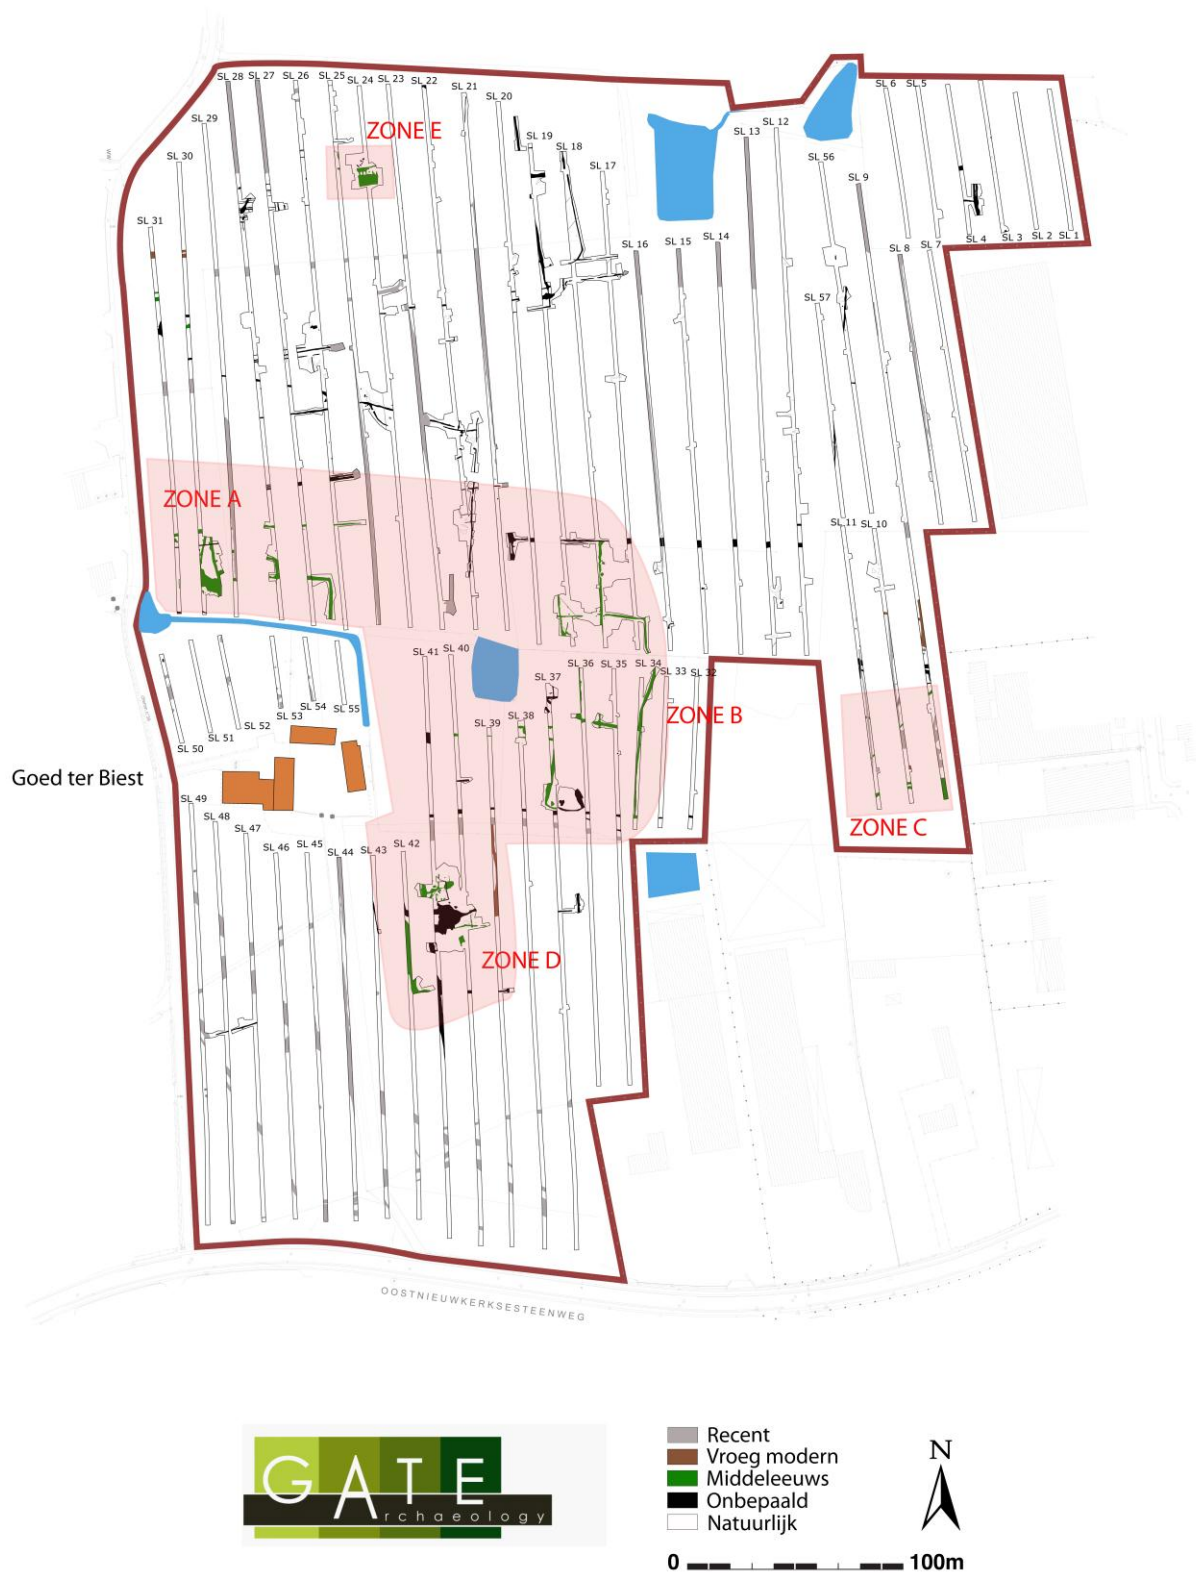 SL 28
SL 27
SL 26
SL 25
SL 24
SL 23
SL 22
SL 21
SL 20
SL 29
ZONE E
SL 19
SL 18
SL 17
SL 13
SL 12
SL 6
SL 5
SL 30
SL 56
SL 9
SL 31
SL 16
SL 15
SL 14
SL 8
SL 7
SL 4
SL 3
SL 2
SL 1
SL 57
ZONE A
SL 11
SL 10
SL 41
SL 40
SL 37
SL 36
SL 35
SL 34
SL 33
SL 32
SL 50
SL 51
SL 52
SL 53
SL 54
SL 55
SL 39
SL 38
ZONE B
Goed ter Biest
SL 49
SL 48
SL 47
SL 46
SL 45
SL 44
SL 43
SL 42
ZONE C
ZONE D
OOSTNIEUWKERKSESTEENWEG
GATE
rchaeology
Recent
Vroeg modern
Middeleeuws
Onbepaald
Natuurlijk
N
0 100m